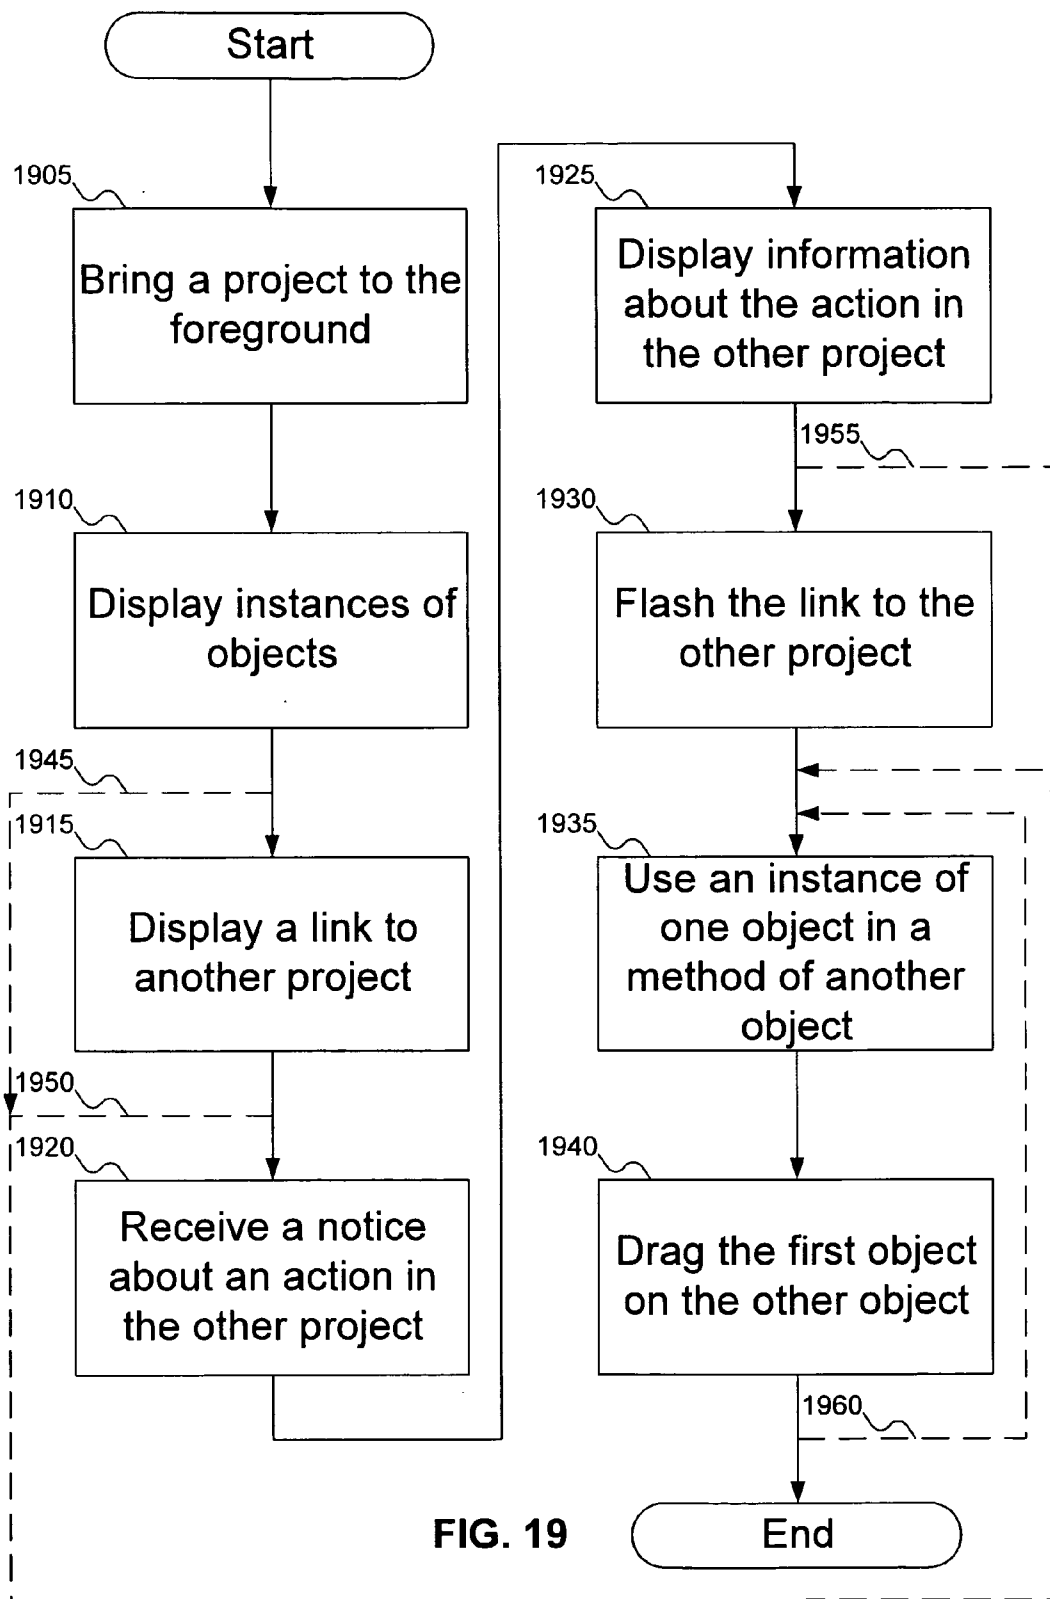 Start
1905
Bring a project to the
foreground
1910
Display instances of
objects
1945
1915
Display a link to
another project
1950
1920
Receive a notice
about an action in
the other project
1925
Display information
about the action in
the other project
1955
1930
Flash the link to the
other project
1935
Use an instance of
one object in a
method of another
object
1940
Drag the first object
on the other object
1960
End
FIG. 19